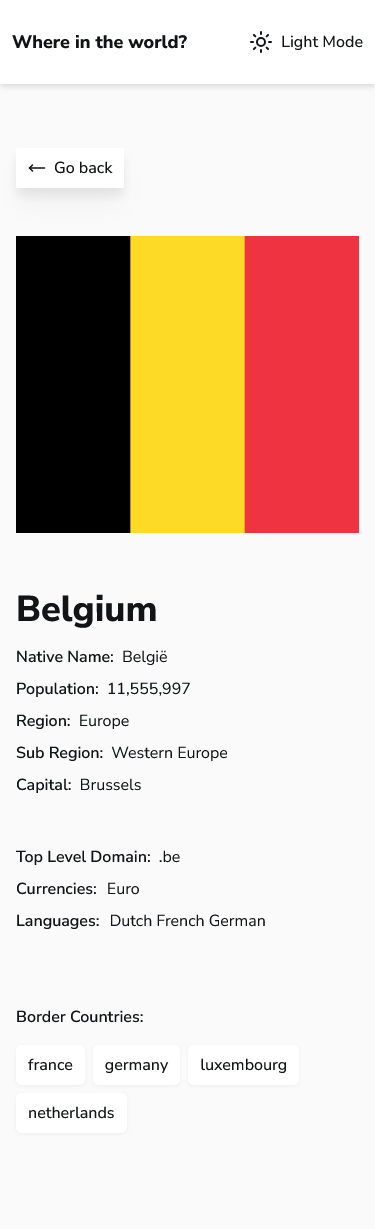 Where in the world? Light Mode
Go back
Belgium
Native Name: België
Population: 11,555,997
Region: Europe
Sub Region: Western Europe
Capital: Brussels
Top Level Domain: .be
Currencies: Euro
Languages: Dutch French German
Border Countries:
france germany luxembourg
netherlands